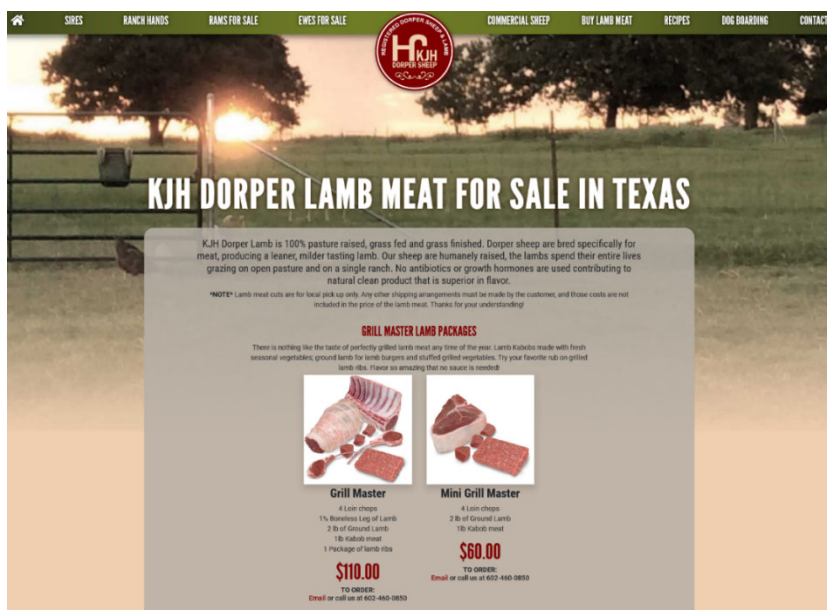 SIRES RANCH HANDS RAMS FOR SALE EWES FOR SALE COMMERCIAL SHEEP BUY LAMB MEAT RECIPES DOG BOARDING CONTACT
REGISTERED DORPER SHEEP & LAMB
KJH
DORPER SHEEP
KJH DORPER LAMB MEAT FOR SALE IN TEXAS
KJH Dorper Lamb is 100% pasture raised, grass fed and grass finished. Dorper sheep are bred specifically for
meat, producing a leaner, milder tasting lamb. Our sheep are humanely raised, the lambs spend their entire lives
grazing on open pasture and on a single ranch. No antibiotics or growth hormones are used contributing to
natural clean product that is superior in flavor.
*NOTE* Lamb meat cuts are for local pick up only. Any other shipping arrangements must be made by the customer, and those costs are not
included in the price of the lamb meat. Thanks for your understanding!
GRILL MASTER LAMB PACKAGES
There is nothing like the taste of perfectly grilled lamb meat any time of the year. Lamb Kabobs made with fresh
seasonal vegetables; ground lamb for lamb burgers and stuffed grilled vegetables. Try your favorite rub on grilled
lamb ribs. Flavor so amazing that no sauce is needed!
Grill Master
4 Loin chops
Boneless Leg of Lamb
2 lb of Ground Lamb
1lb Kabob meat
1 Package of lamb ribs
$110.00
TO ORDER:
Email or call us at 602-460-0850
Mini Grill Master
4 Loin chops
2 lb of Ground Lamb
1lb Kabob meat
$60.00
TO ORDER:
Email or call us at 602-460-0850